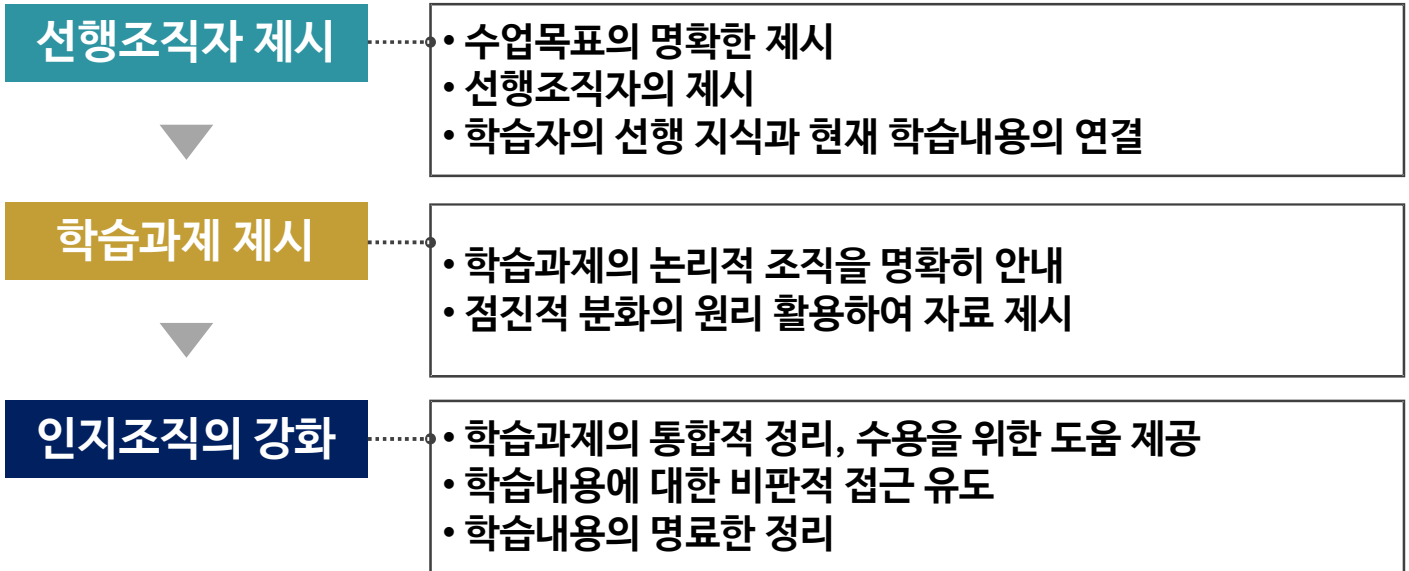 선행조직자 제시
• 수업목표의 명확한 제시
• 선행조직자의 제시
• 학습자의 선행 지식과 현재 학습내용의 연결
학습과제 제시
• 학습과제의 논리적 조직을 명확히 안내
• 점진적 분화의 원리 활용하여 자료 제시
인지조직의 강화
• 학습과제의 통합적 정리, 수용을 위한 도움 제공
• 학습내용에 대한 비판적 접근 유도
• 학습내용의 명료한 정리